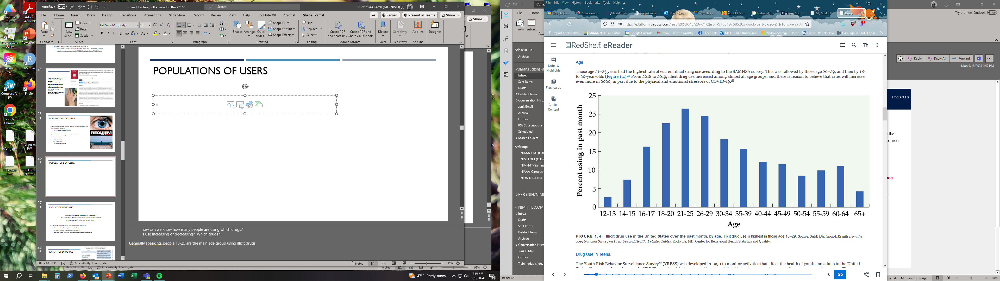 AutoSave Off
Class1_Lecture_Full • Saved to this PC
Search
Rudzinskas, Sarah (NIH/NIMH) [E]
File Home Insert Draw Design Transitions Animations Slide Show Record Review View Help EndNote X9 Acrobat Shape Format
Record Present in Teams Share
Paste
Clipboard
New Slide
Layout
Reset
Section
Slides
Gill Sans MT (Body) 18
Font
Paragraph
Shapes Arrange Quick Styles
Shape Fill
Shape Outline
Shape Effects
Drawing
Find
Replace
Select
Editing
Create PDF and Share link
Create PDF and Share via Outlook
Adobe Acrobat
Dictate
Voice
Sensitivity
Sensitivity
Add-ins
Add-ins
Designer
GraphPad Prism 9
Adobe Acrobat
Access Card Utility
PowerPoin
Adobe Creati...
RStudio
Compass for SW
Firefox
Google Chrome
IT Informati...
I forgot my PW
IT Service Desk
BP Logix eForms
24
25
POPULATIONS OF USERS
REQUIEM
26
POPULATIONS OF USERS
27
EXTENT OF DRUG USE
28
EXTENT OF DRUG USE
POPULATIONS OF USERS
how can we know how many people are using which drugs?
Is use increasing or decreasing? Which drugs?
Generally speaking, people 18-25 are the main age group using illicit drugs.
Slide 26 of 51
Accessibility: Investigate
Notes
93%
Slide 69 of 70
Accessibility: Investigate
Notes
92%
47°F Partly sunny
1:26 PM
1/8/2024
14
Share
File Home
From Subject
Favorites
Archive
sarah.rudzinska
Inbox
Sent Items
Drafts
Deleted Items
Conversation Histo
Junk Email
Archive
Outbox
RSS Subscriptions
Scheduled
Search Folders
Groups
NIAAA-LNG (O36
NIMH OFT (O365
NIMH-IT-Training
NIAAA-Campus
NIDA-NIDA NIA-
BEB (NIH/NIMH
NIMH FELCOM
Inbox
Drafts
Sent Items
Deleted Items
Archive
Conversation Histo
Junk E-Mail
Outbox
Trainingday_slides
Items: 72
File Edit View History Bookmarks Tools Help
Google Cale
Check out ne
Meal-Kit Pla
SuperCircle
Mail - Sarah
Workday an
ep. 213: Shru
National Su
Exam Copy
My Shelf | R
Drugs
https://platform.virdocs.com/read/2093645/20/#/4/2[isbn-9780197585283-book-part-3-sec-24]/10[isbn-9780
Import bookmarks...
NIAAA/NIH, Laborator...
Google Calendar
Inbox - srudzinskas@g...
Facebook
Mail - Sarah Rudzinska...
MyImpactPage - Home
Login - Partek Flow
ITAS Sign In - NIH Login
RedShelf eReader
Notes & Highlights
Flashcards
Copied Content
Age
Those age 21–25 years had the highest rate of current illicit drug use according to the SAMHSA survey. This was followed by those age 26–29, and then by 18-
to 20-year-olds (Figure 1.4).17 From 2018 to 2019, illicit drug use increased among almost all age groups, and there is reason to believe that rates will increase
even more in 2020, in part due to the physical and emotional stressors of COVID-19.18
Percent using in past month
25
25
20
15
10
5
0
12-13 14-15 16-17 18-20 21-25 26-29 30-34 35-39 40-44 45-49 50-54 55-59 60-64 65+
Age
FIGURE 1.4. Illicit drug use in the United States over the past month, by age. Illicit drug use is highest in those age 18–29. Source: SAMHSA. (2020). Results from the
2019 National Survey on Drug Use and Health: Detailed Tables. Rockville, MD: Center for Behavioral Health Statistics and Quality.
Drug Use in Teens.
The Youth Risk Behavior Surveillance Survey19 (YRBSS) was developed in 1990 to monitor activities that affect the health of youth and adults in the United
6 Go
Try the new Outlook Off
Reply Reply All Forward
Mon 9/18/2023 1:57 PM
Contact Us
rtha
course.
see
it
nected to: Microsoft Exchange
100%